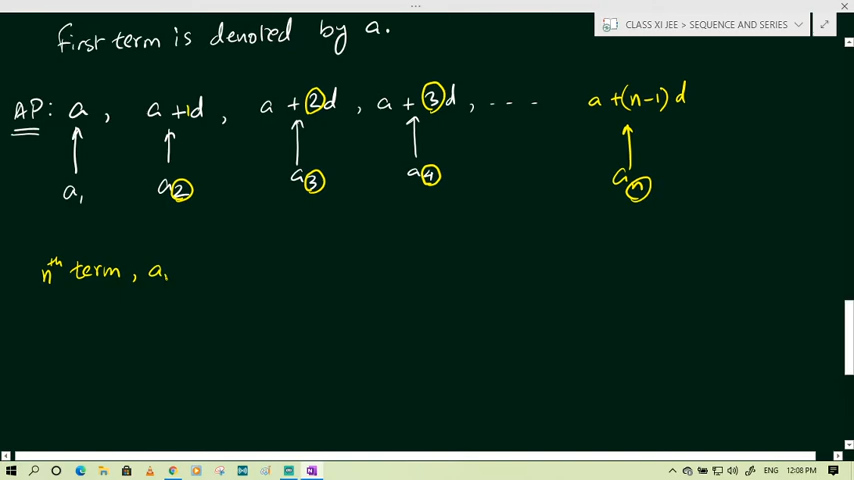 CLASS XI JEE > SEQUENCE AND SERIES
first term is denoted by a.
AP: a, a+1d, a+2d, a+3d, .... a+(n-1)d
a₁ a₂ a₃ a₄ aₙ
nᵗʰ term, a₁
ENG 12:08 PM